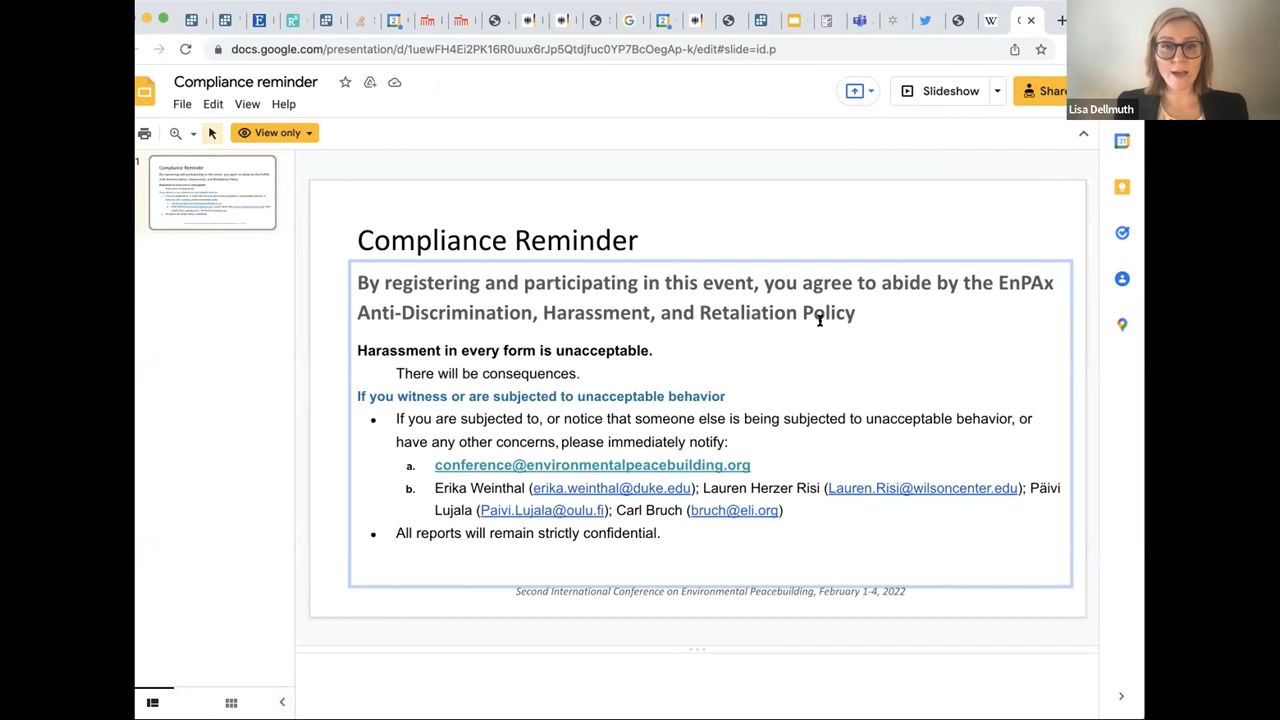 docs.google.com/presentation/d/1uewFH4Ei2PK16R0uux6rJp5Qtdjfuc0YP7BcOegAp-k/edit#slide=id.p
Lisa Dellmuth
Compliance reminder
File Edit View Help
Slideshow
Share
View only
1
Compliance Reminder
By registering and participating in this event, you agree to abide by the EnPAx
Anti-Discrimination, Harassment, and Retaliation Policy
Harassment in every form is unacceptable.
There will be consequences.
If you witness or are subjected to unacceptable behavior
• If you are subjected to, or notice that someone else is being subjected to unacceptable behavior, or
have any other concerns, please immediately notify:
a. conference@environmentalpeacebuilding.org
b. Erika Weinthal (erika.weinthal@duke.edu); Lauren Herzer Risi (Lauren.Risi@wilsoncenter.edu); Päivi
Lujala (Paivi.Lujala@oulu.fi); Carl Bruch (bruch@eli.org)
• All reports will remain strictly confidential.
Second International Conference on Environmental Peacebuilding, February 1-4, 2022